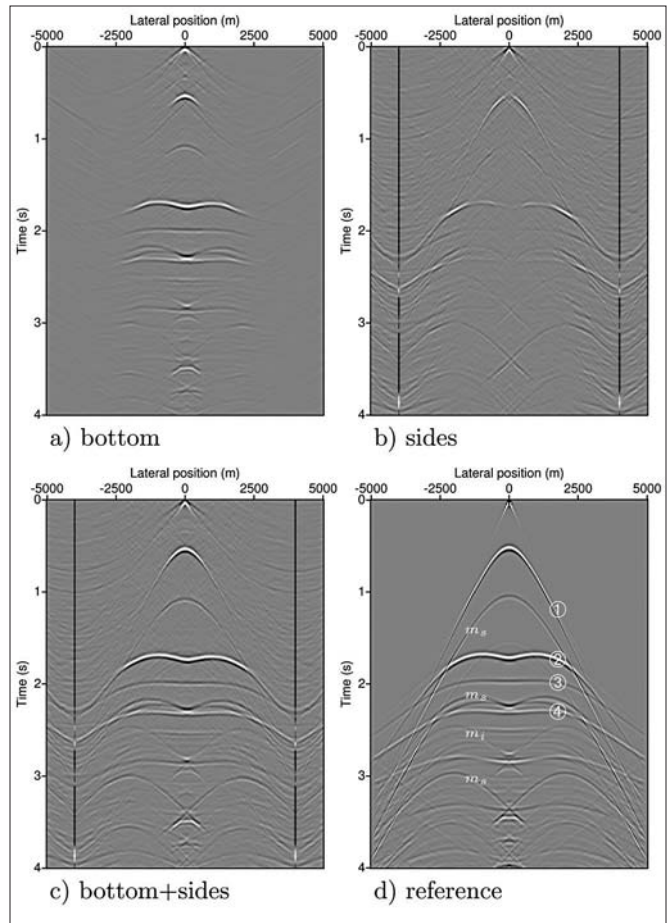 Lateral position (m)
-5000 -2500 0 2500 5000
0
1
2
3
4
Time (s)
a) bottom
Lateral position (m)
-5000 -2500 0 2500 5000
0
1
2
3
4
Time (s)
b) sides
Lateral position (m)
-5000 -2500 0 2500 5000
0
1
2
3
4
Time (s)
c) bottom+sides
Lateral position (m)
-5000 -2500 0 2500 5000
0
1
2
3
4
Time (s)
①
m_s
②
③
m_s
④
m_i
m_s
d) reference